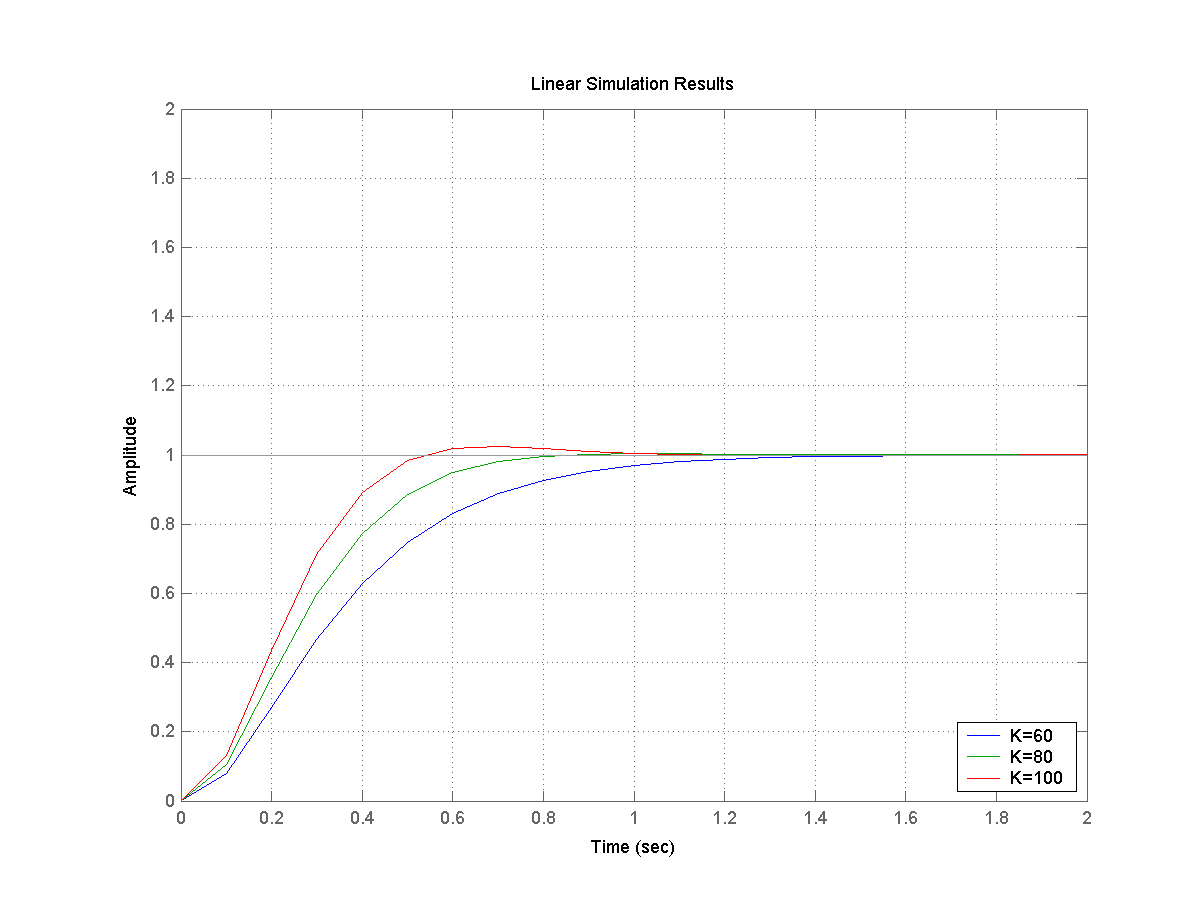 Linear Simulation Results
2
1.8
1.6
1.4
1.2
1
0.8
0.6
0.4
0.2
0
Amplitude
K=60
K=80
K=100
0 0.2 0.4 0.6 0.8 1 1.2 1.4 1.6 1.8 2
Time (sec)